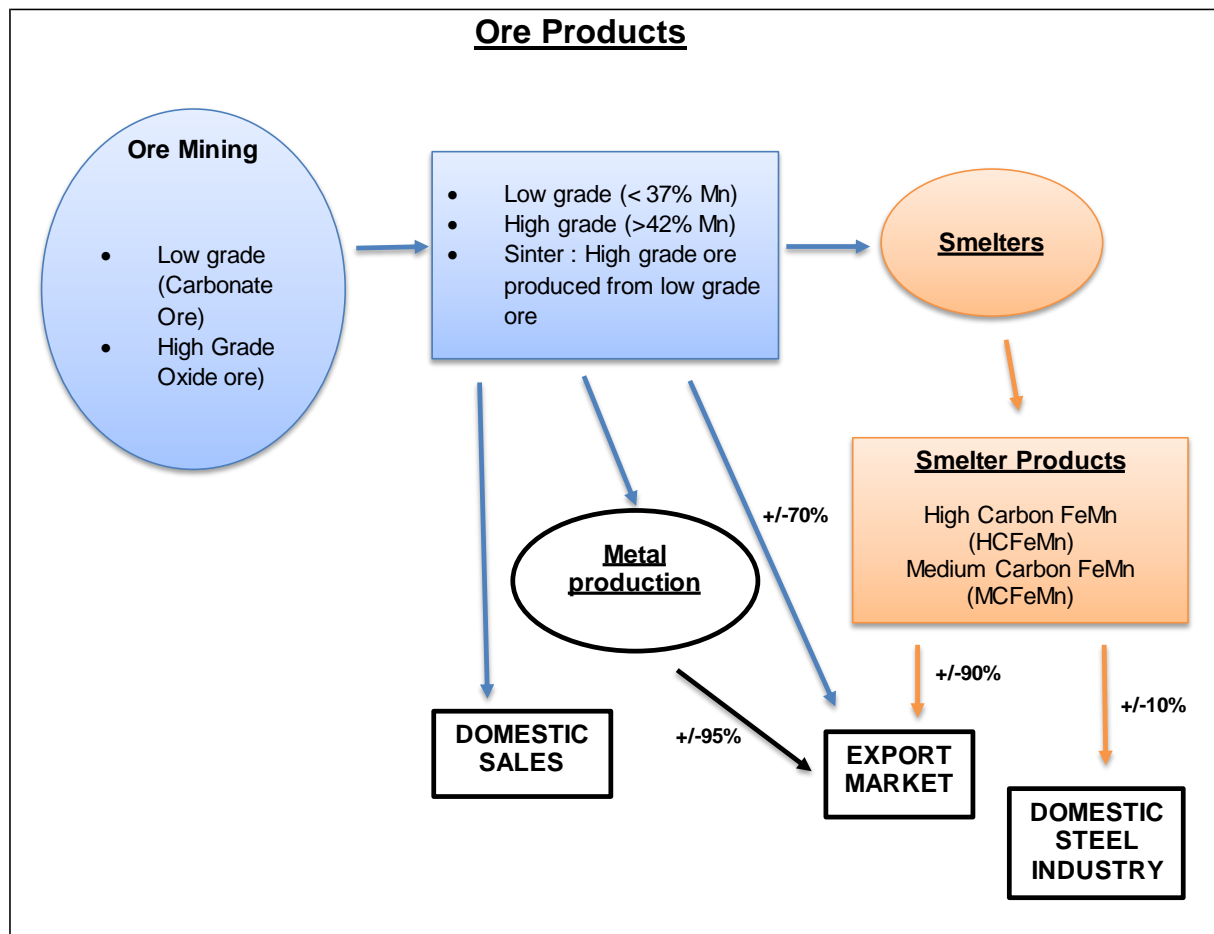 Ore Products
Ore Mining
• Low grade
(Carbonate
Ore)
• High Grade
Oxide ore)
• Low grade (< 37% Mn)
• High grade (>42% Mn)
• Sinter : High grade ore
produced from low grade
ore
Smelters
Smelter Products
High Carbon FeMn
(HCFeMn)
Medium Carbon FeMn
(MCFeMn)
Metal
production
+/-70%
+/-90%
+/-10%
+/-95%
DOMESTIC
SALES
EXPORT
MARKET
DOMESTIC
STEEL
INDUSTRY